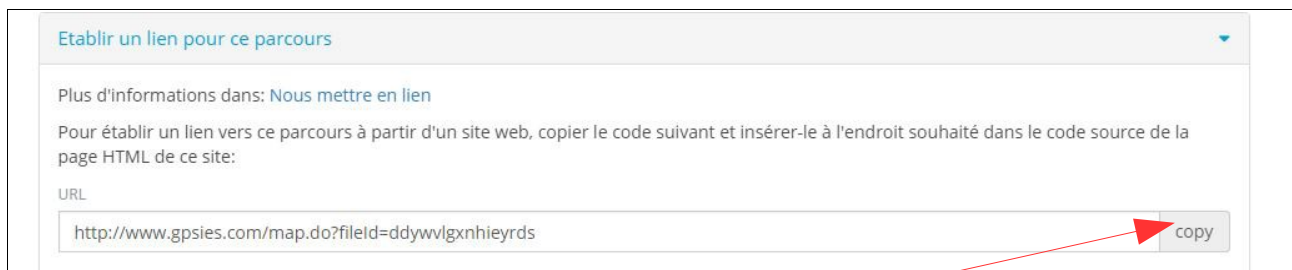 Etablir un lien pour ce parcours
Plus d'informations dans: Nous mettre en lien
Pour établir un lien vers ce parcours à partir d'un site web, copier le code suivant et insérer-le à l'endroit souhaité dans le code source de la
page HTML de ce site:
URL
http://www.gpsies.com/map.do?fileId=ddywvlgxnhieyrds copy